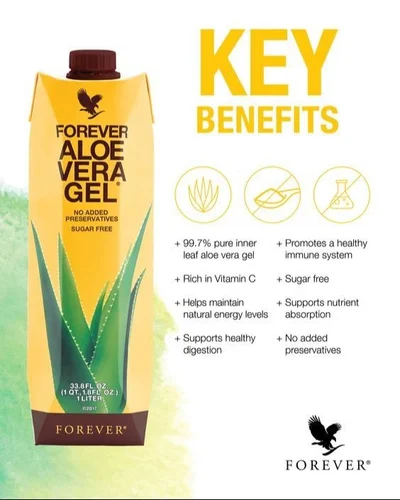 KEY
BENEFITS
FOREVER
ALOE
VERA
GEL®
NO ADDED
PRESERVATIVES
SUGAR FREE
33.8 FL. OZ.
(1 QT., 1.8 FL. OZ.)
1 LITER
©2017
FOREVER®
+ 99.7% pure inner
leaf aloe vera gel
+ Rich in Vitamin C
+ Helps maintain
natural energy levels
+ Supports healthy
digestion
+ Promotes a healthy
immune system
+ Sugar free
+ Supports nutrient
absorption
+ No added
preservatives
FOREVER®